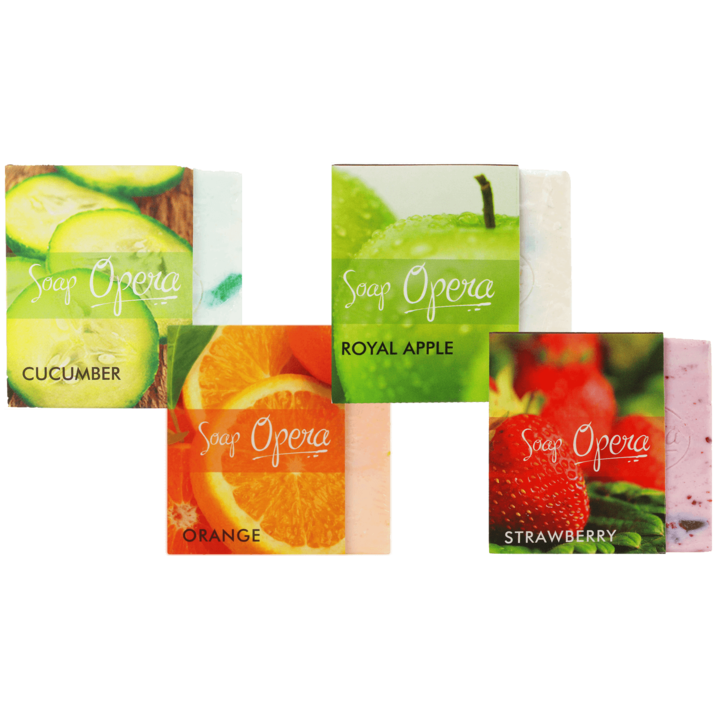 Soap Opera
CUCUMBER
Soap Opera
ROYAL APPLE
Soap Opera
ORANGE
Soap Opera
STRAWBERRY